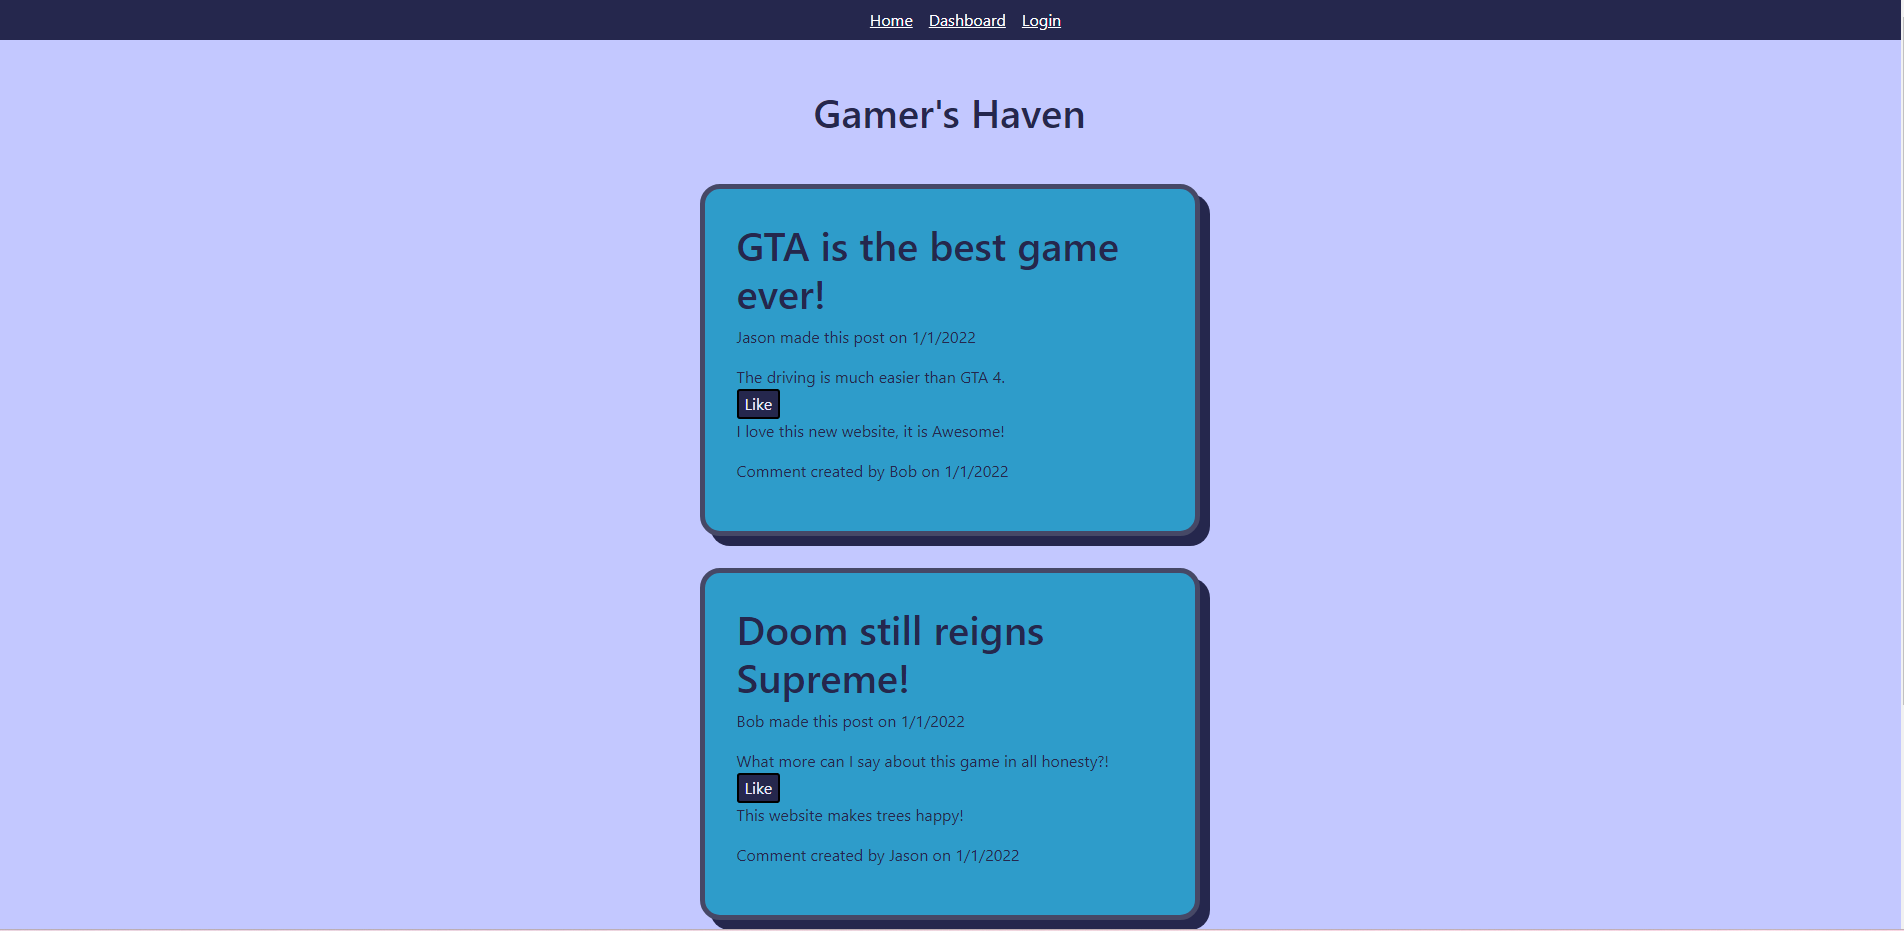 Home Dashboard Login
Gamer's Haven
GTA is the best game
ever!
Jason made this post on 1/1/2022
The driving is much easier than GTA 4.
Like
I love this new website, it is Awesome!
Comment created by Bob on 1/1/2022
Doom still reigns
Supreme!
Bob made this post on 1/1/2022
What more can I say about this game in all honesty?!
Like
This website makes trees happy!
Comment created by Jason on 1/1/2022